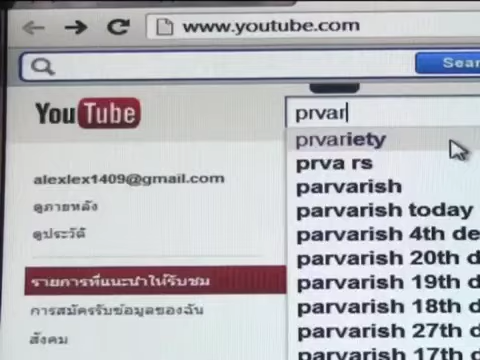 www.youtube.com
Sear
YouTube
prvar
prvariety
prva rs
parvarish
parvarish today
parvarish 4th de
parvarish 20th d
parvarish 19th d
parvarish 18th d
parvarish 27th d
parvarish 17th d
alexlex1409@gmail.com
ดูภายหลัง
ดูประวัติ
รายการที่แนะนำให้รับชม
การสมัครรับข้อมูลของฉัน
สังคม